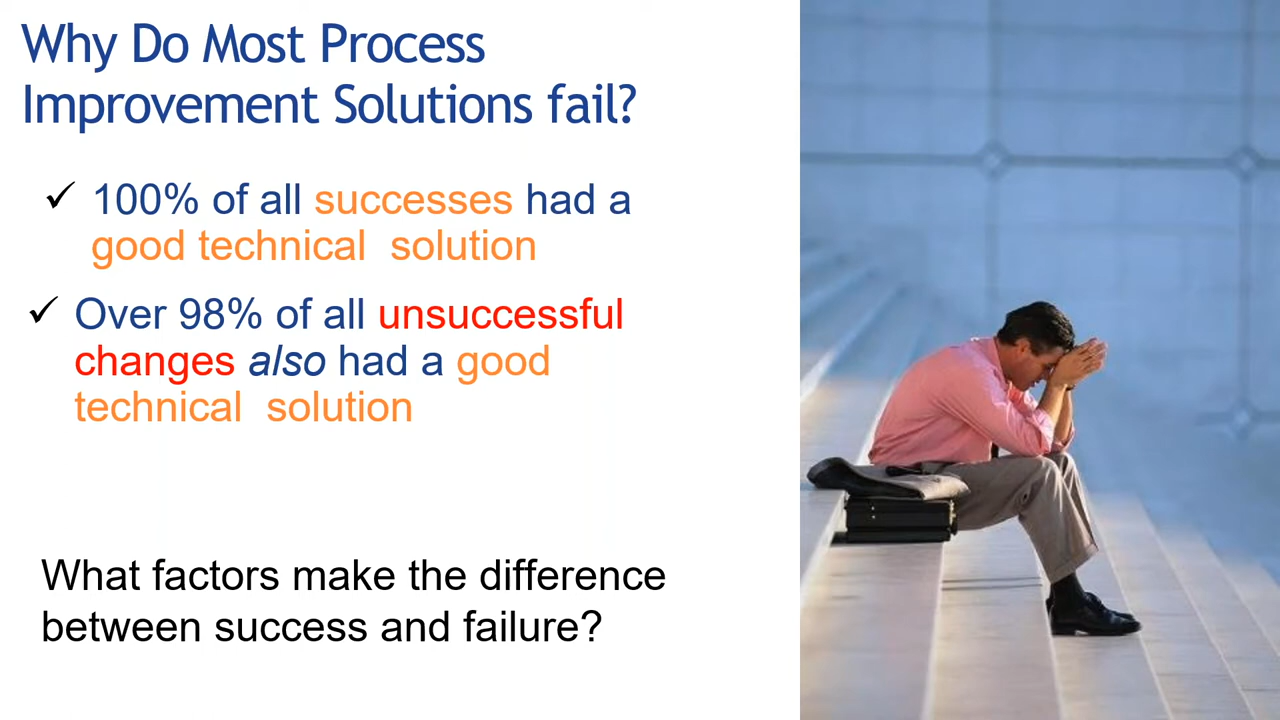 Why Do Most Process
Improvement Solutions fail?
✓ 100% of all successes had a
good technical solution
✓ Over 98% of all unsuccessful
changes also had a good
technical solution
What factors make the difference
between success and failure?